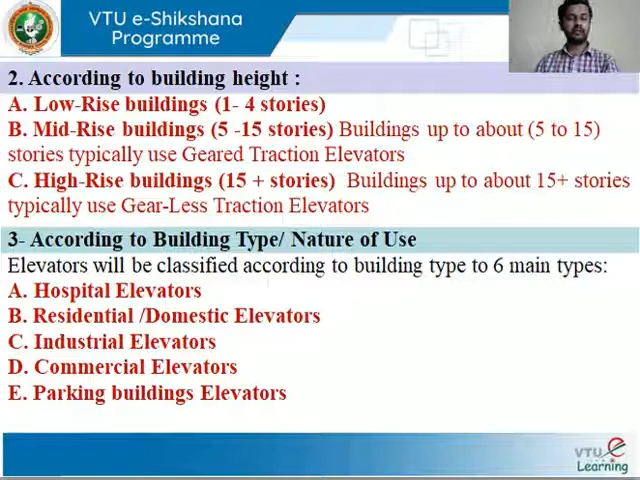 VTU e-Shikshana
Programme
2. According to building height :
A. Low-Rise buildings (1- 4 stories)
B. Mid-Rise buildings (5 -15 stories) Buildings up to about (5 to 15)
stories typically use Geared Traction Elevators
C. High-Rise buildings (15 + stories) Buildings up to about 15+ stories
typically use Gear-Less Traction Elevators
3- According to Building Type/ Nature of Use
Elevators will be classified according to building type to 6 main types:
A. Hospital Elevators
B. Residential /Domestic Elevators
C. Industrial Elevators
D. Commercial Elevators
E. Parking buildings Elevators
VTU e
Learning